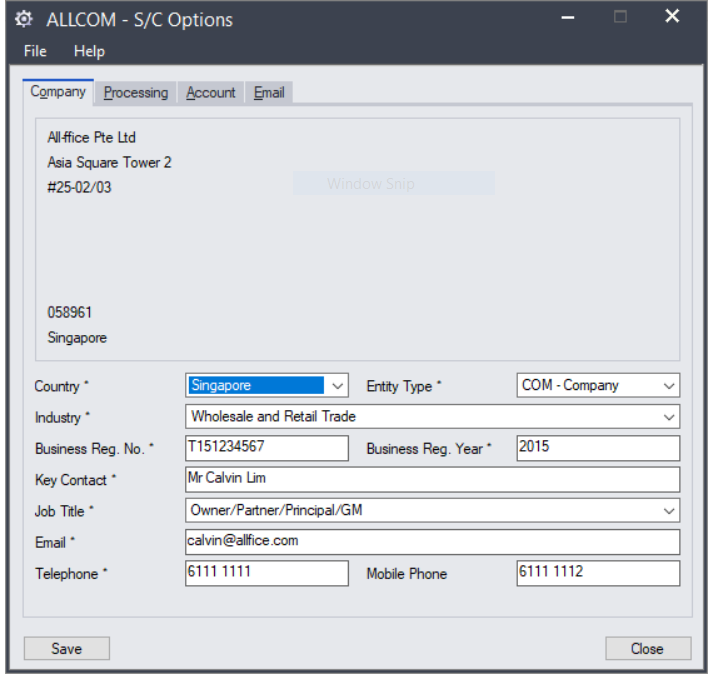 ALLCOM - S/C Options
File Help
Company Processing Account Email
All-ffice Pte Ltd
Asia Square Tower 2
#25-02/03
Window Snip
058961
Singapore
Country * Singapore Entity Type * COM - Company
Industry * Wholesale and Retail Trade
Business Reg. No. * T151234567 Business Reg. Year * 2015
Key Contact * Mr Calvin Lim
Job Title * Owner/Partner/Principal/GM
Email * calvin@allfice.com
Telephone * 6111 1111 Mobile Phone 6111 1112
Save Close